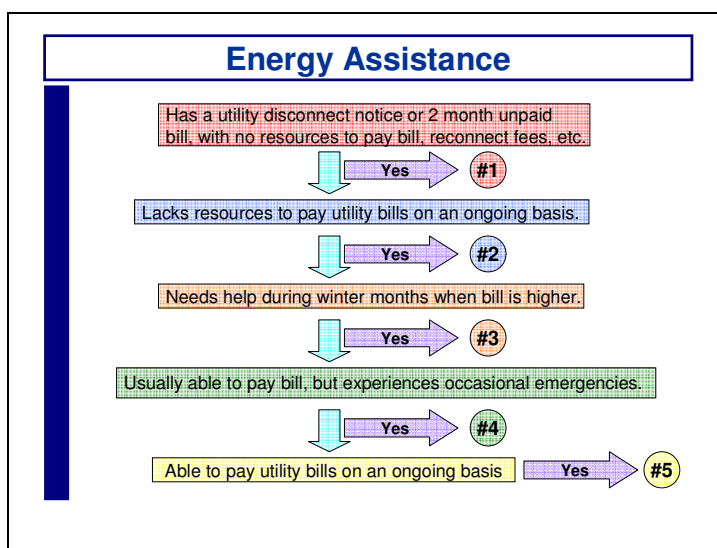 Energy Assistance
Has a utility disconnect notice or 2 month unpaid
bill, with no resources to pay bill, reconnect fees, etc.
Yes
#1
Lacks resources to pay utility bills on an ongoing basis.
Yes
#2
Needs help during winter months when bill is higher.
Yes
#3
Usually able to pay bill, but experiences occasional emergencies.
Yes
#4
Able to pay utility bills on an ongoing basis
Yes
#5